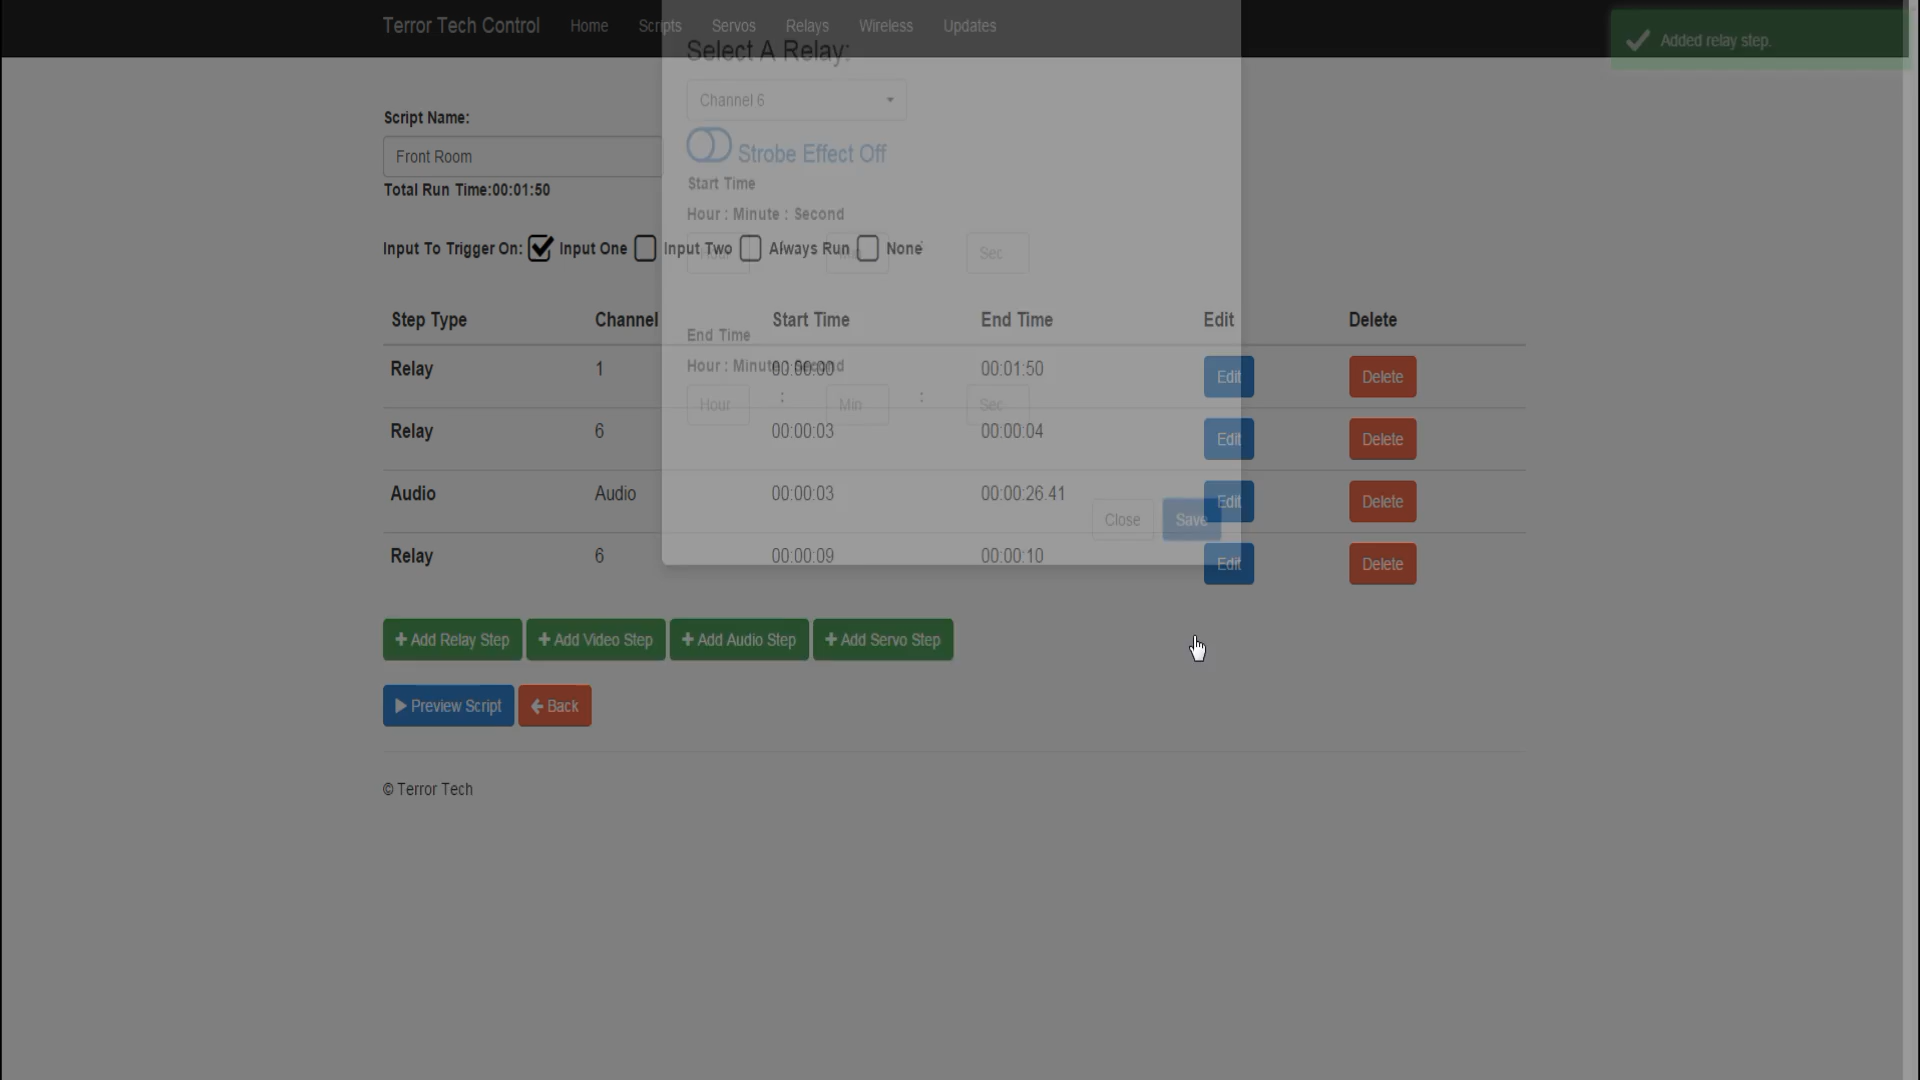 Terror Tech Control Home Scripts Servos Relays Wireless Updates
Added relay step.
Select A Relay:
Channel 6
Strobe Effect Off
Start Time
Hour : Minute : Second
Hour Min Sec
End Time
Hour : Minute : Second
Hour : Min : Sec
Close Save
Script Name:
Front Room
Total Run Time:00:01:50
Input To Trigger On: Input One Input Two Always Run None
Step Type Channel Start Time End Time Edit Delete
Relay 1 00:00:00 00:01:50 Edit Delete
Relay 6 00:00:03 00:00:04 Edit Delete
Audio Audio 00:00:03 00:00:26.41 Edit Delete
Relay 6 00:00:09 00:00:10 Edit Delete
Add Relay Step Add Video Step Add Audio Step Add Servo Step
Preview Script Back
© Terror Tech